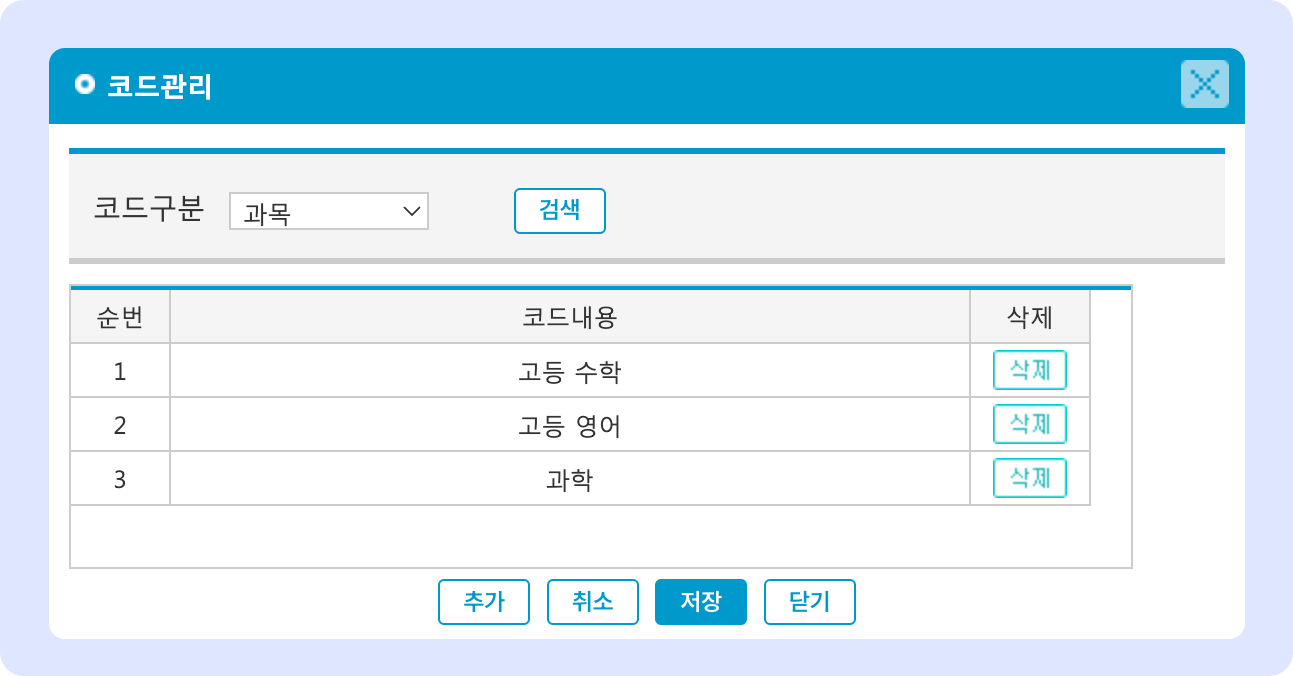 코드관리
코드구분 과목 검색
순번 코드내용 삭제
1 고등 수학 삭제
2 고등 영어 삭제
3 과학 삭제
추가 취소 저장 닫기